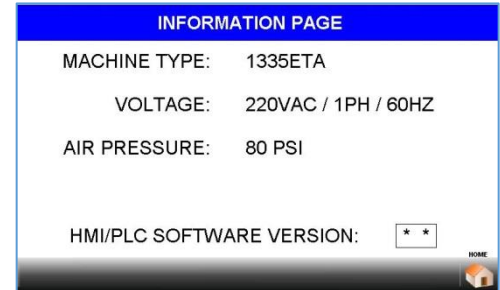 INFORMATION PAGE
MACHINE TYPE: 1335ETA
VOLTAGE: 220VAC / 1PH / 60HZ
AIR PRESSURE: 80 PSI
HMI/PLC SOFTWARE VERSION: * *
HOME